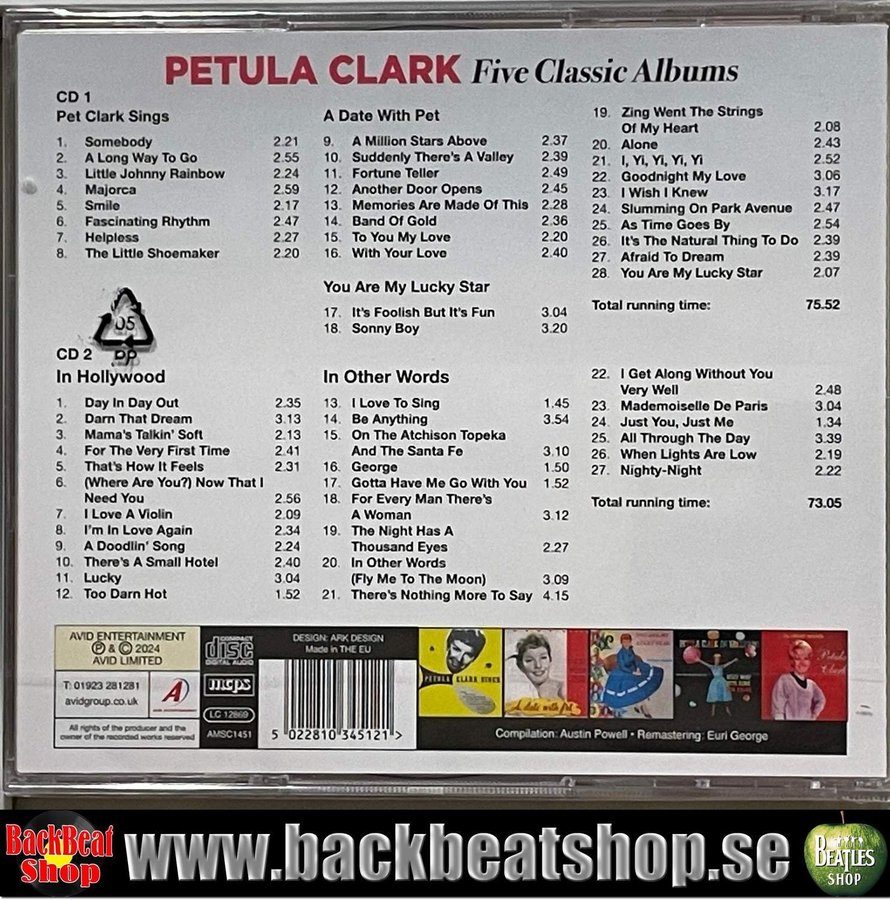 PETULA CLARK Five Classic Albums
CD 1
Pet Clark Sings
1. Somebody 2.21
2. A Long Way To Go 2.55
3. Little Johnny Rainbow 2.24
4. Majorca 2.59
5. Smile 2.17
6. Fascinating Rhythm 2.47
7. Helpless 2.27
8. The Little Shoemaker 2.20
A Date With Pet
9. A Million Stars Above 2.37
10. Suddenly There's A Valley 2.39
11. Fortune Teller 2.49
12. Another Door Opens 2.45
13. Memories Are Made Of This 2.28
14. Band Of Gold 2.36
15. To You My Love 2.20
16. With Your Love 2.40
You Are My Lucky Star
17. It's Foolish But It's Fun 3.04
18. Sonny Boy 3.20
19. Zing Went The Strings
Of My Heart 2.08
20. Alone 2.43
21. I, Yi, Yi, Yi, Yi 2.52
22. Goodnight My Love 3.06
23. I Wish I Knew 3.17
24. Slumming On Park Avenue 2.47
25. As Time Goes By 2.54
26. It's The Natural Thing To Do 2.39
27. Afraid To Dream 2.39
28. You Are My Lucky Star 2.07
Total running time: 75.52
05
PP
CD 2
In Hollywood
1. Day In Day Out 2.35
2. Darn That Dream 3.13
3. Mama's Talkin' Soft 2.13
4. For The Very First Time 2.41
5. That's How It Feels 2.31
6. (Where Are You?) Now That I
Need You 2.56
7. I Love A Violin 2.09
8. I'm In Love Again 2.34
9. A Doodlin' Song 2.24
10. There's A Small Hotel 2.40
11. Lucky 3.04
12. Too Darn Hot 1.52
In Other Words
13. I Love To Sing 1.45
14. Be Anything 3.54
15. On The Atchison Topeka
And The Santa Fe 3.10
16. George 1.50
17. Gotta Have Me Go With You 1.52
18. For Every Man There's
A Woman 3.12
19. The Night Has A
Thousand Eyes 2.27
20. In Other Words
(Fly Me To The Moon) 3.09
21. There's Nothing More To Say 4.15
22. I Get Along Without You
Very Well 2.48
23. Mademoiselle De Paris 3.04
24. Just You, Just Me 1.34
25. All Through The Day 3.39
26. When Lights Are Low 2.19
27. Nighty-Night 2.22
Total running time: 73.05
AVID ENTERTAINMENT
℗ & © 2024
AVID LIMITED
T: 01923 281281
avidgroup.co.uk
A
All rights of the producer and the
owner of the recorded works reserved
COMPACT
disc
DIGITAL AUDIO
mcps
LC 12869
AMSC1451
DESIGN: ARK DESIGN
Made in THE EU
5 022810 345121 >
PETULA CLARK SINGS
A date with Pet
Petula
Clark
Compilation: Austin Powell • Remastering: Euri George
BackBeat
Shop
www.backbeatshop.se
BEATLES
SHOP